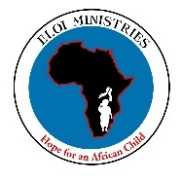 ELOI MINISTRIES
Hope for an African Child